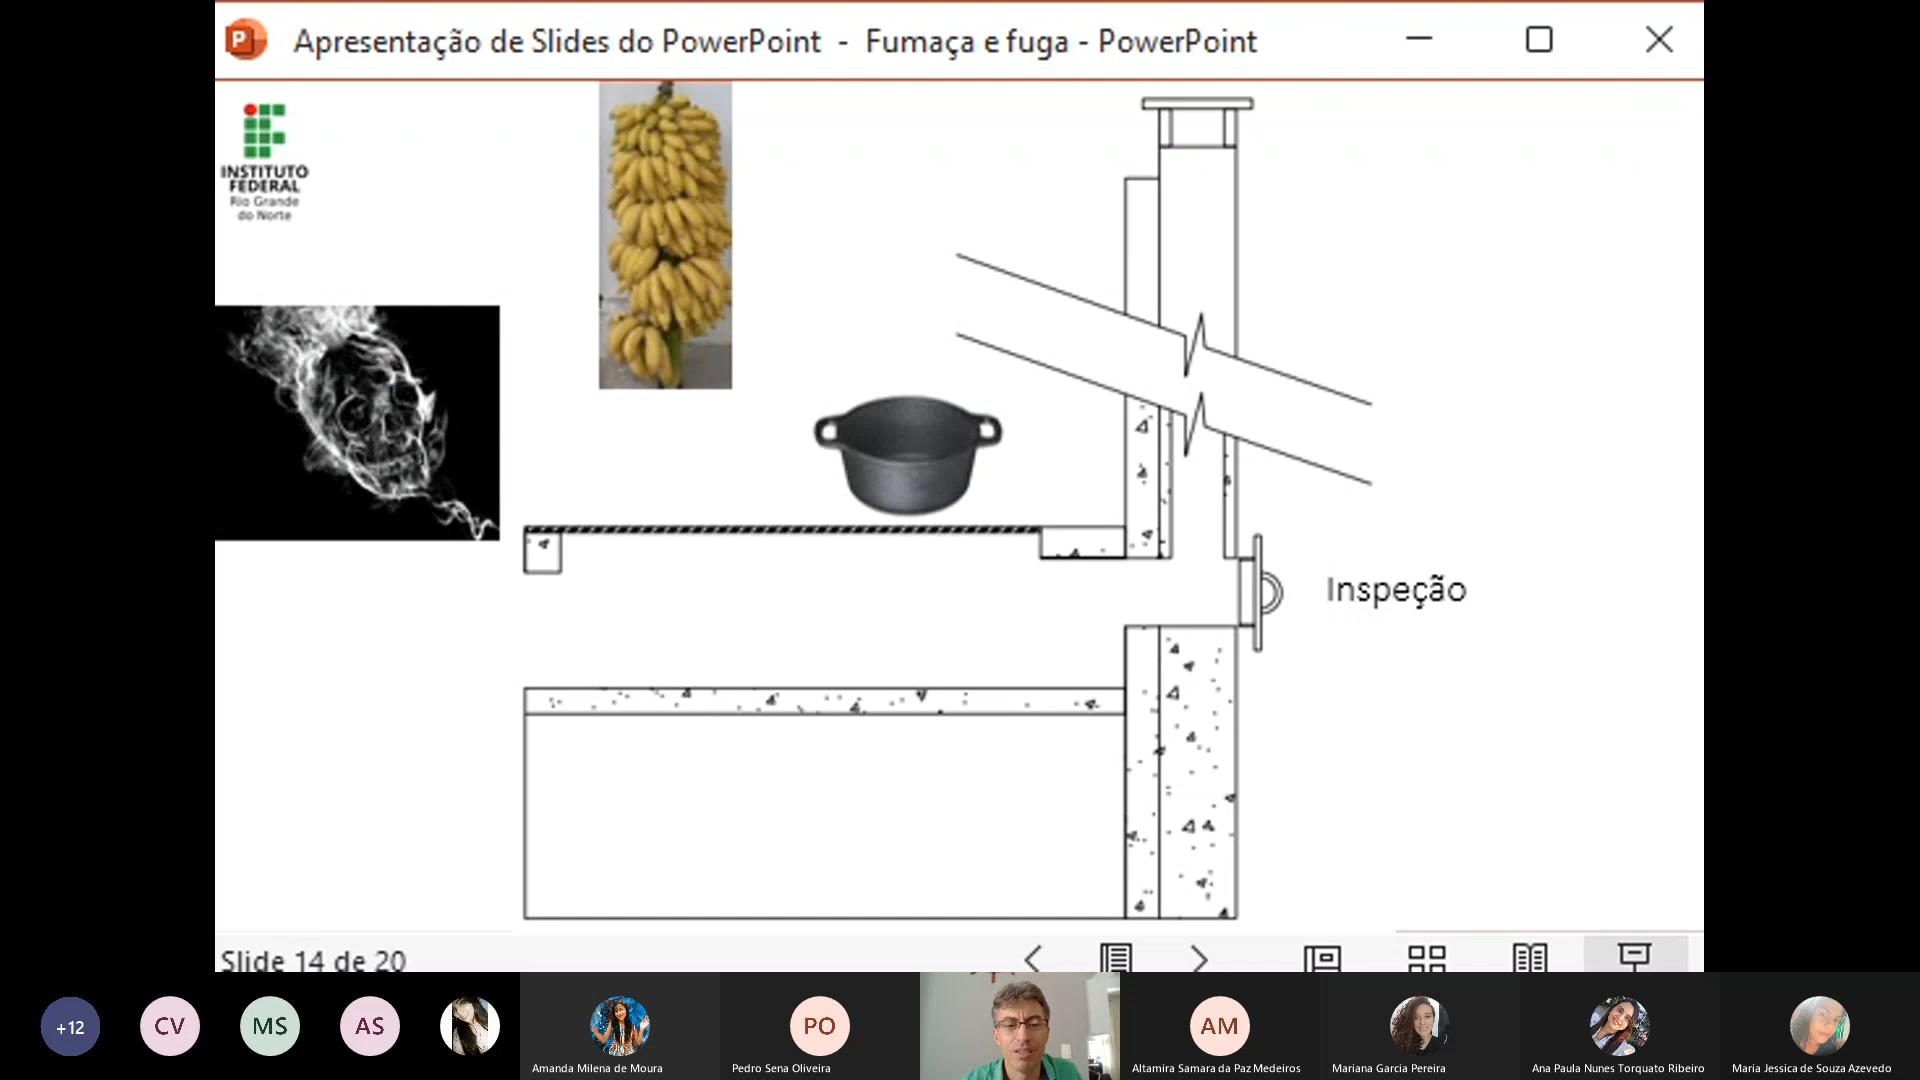 Apresentação de Slides do PowerPoint - Fumaça e fuga - PowerPoint
INSTITUTO
FEDERAL
Rio Grande
do Norte
Inspeção
Slide 14 de 20
+12
CV
MS
AS
PO
AM
Amanda Milena de Moura
Pedro Sena Oliveira
Altamira Samara da Paz Medeiros
Mariana Garcia Pereira
Ana Paula Nunes Torquato Ribeiro
Maria Jessica de Souza Azevedo